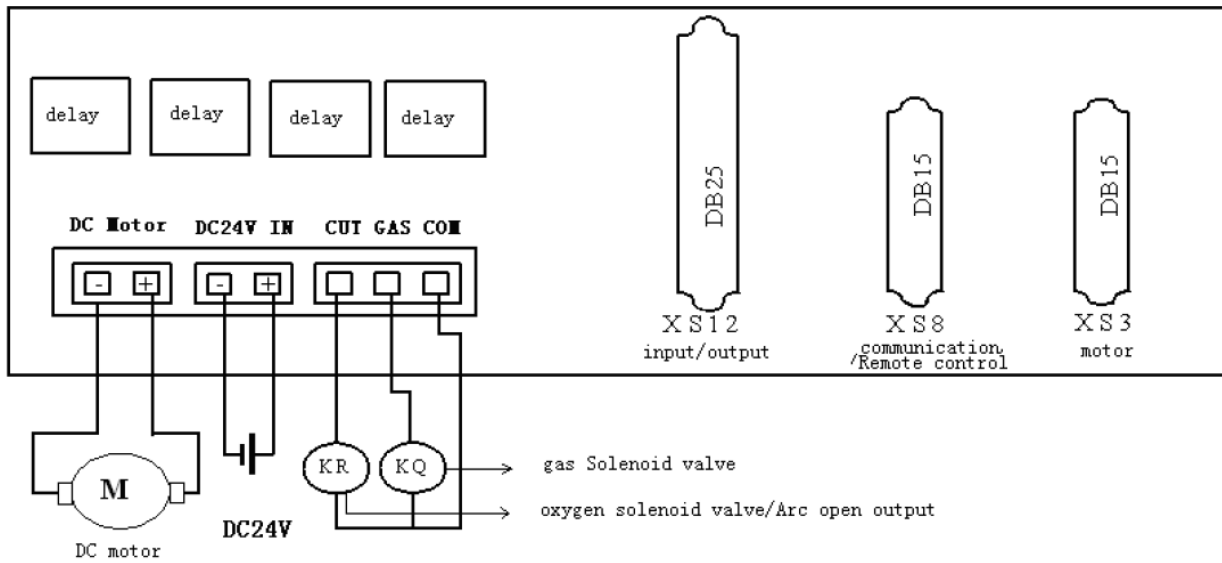 delay
delay
delay
delay
DC Motor
DC24V IN
CUT GAS COM
-
+
-
+
DB25
DB15
DB15
XS12
input/output
XS8
communication
/Remote control
XS3
motor
KR
KQ
gas Solenoid valve
oxygen solenoid valve/Arc open output
M
DC motor
DC24V